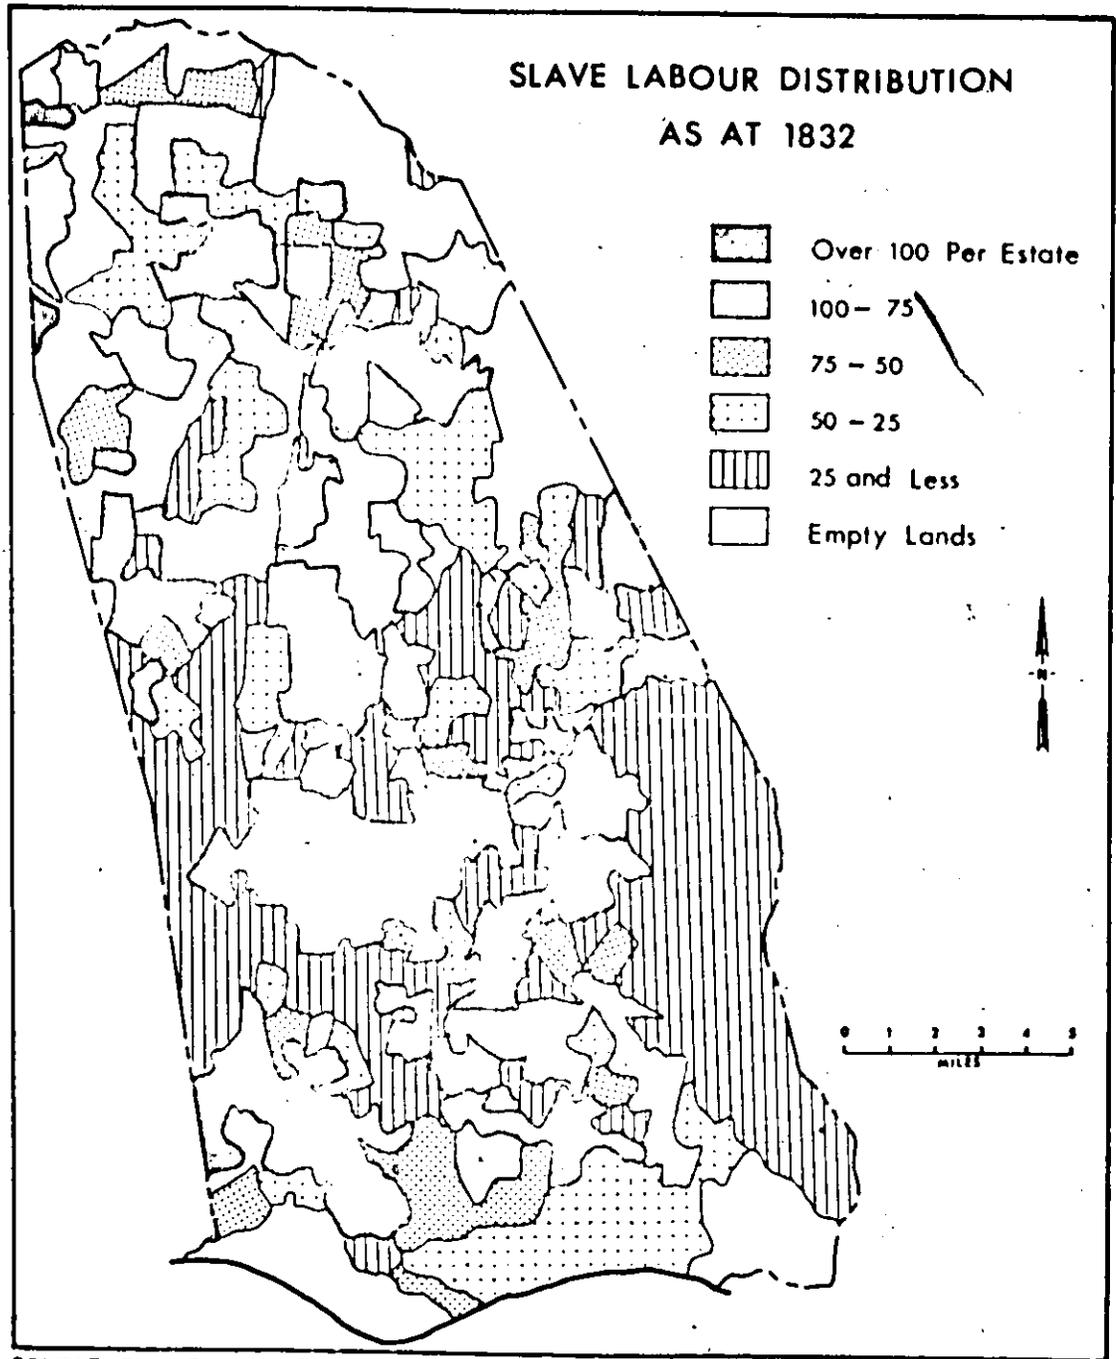 SLAVE LABOUR DISTRIBUTION
AS AT 1832
Over 100 Per Estate
100 – 75
75 – 50
50 – 25
25 and Less
Empty Lands
N
0 1 2 3 4 5
MILES